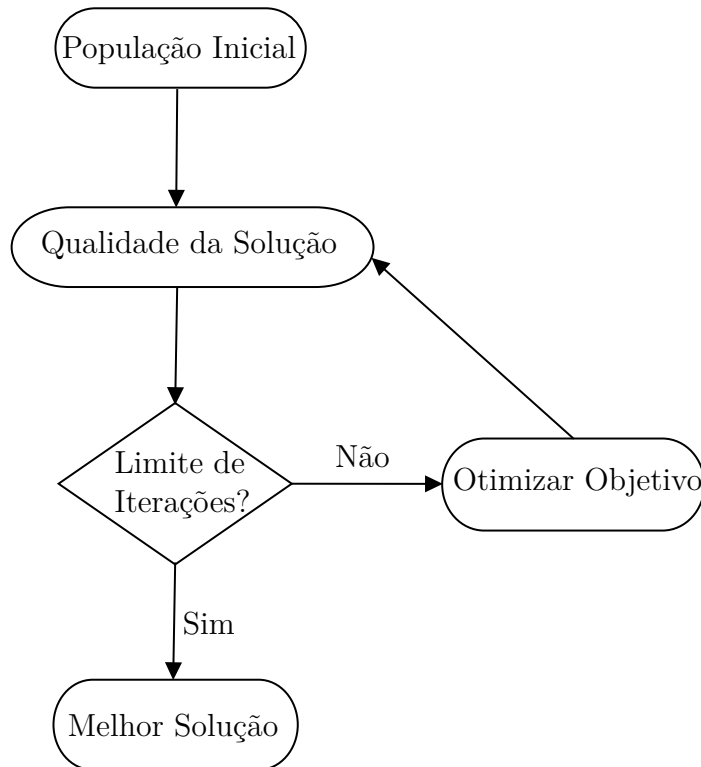 População Inicial
Qualidade da Solução
Limite de
Iterações?
Não
Otimizar Objetivo
Sim
Melhor Solução